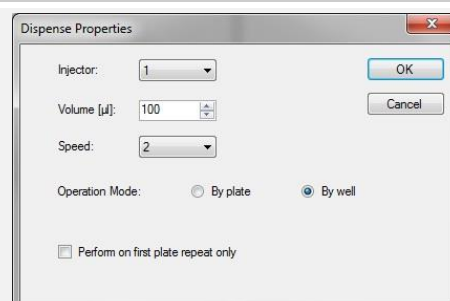 Dispense Properties
Injector: 1 OK
Volume [µl]: 100 Cancel
Speed: 2
Operation Mode: By plate By well
Perform on first plate repeat only